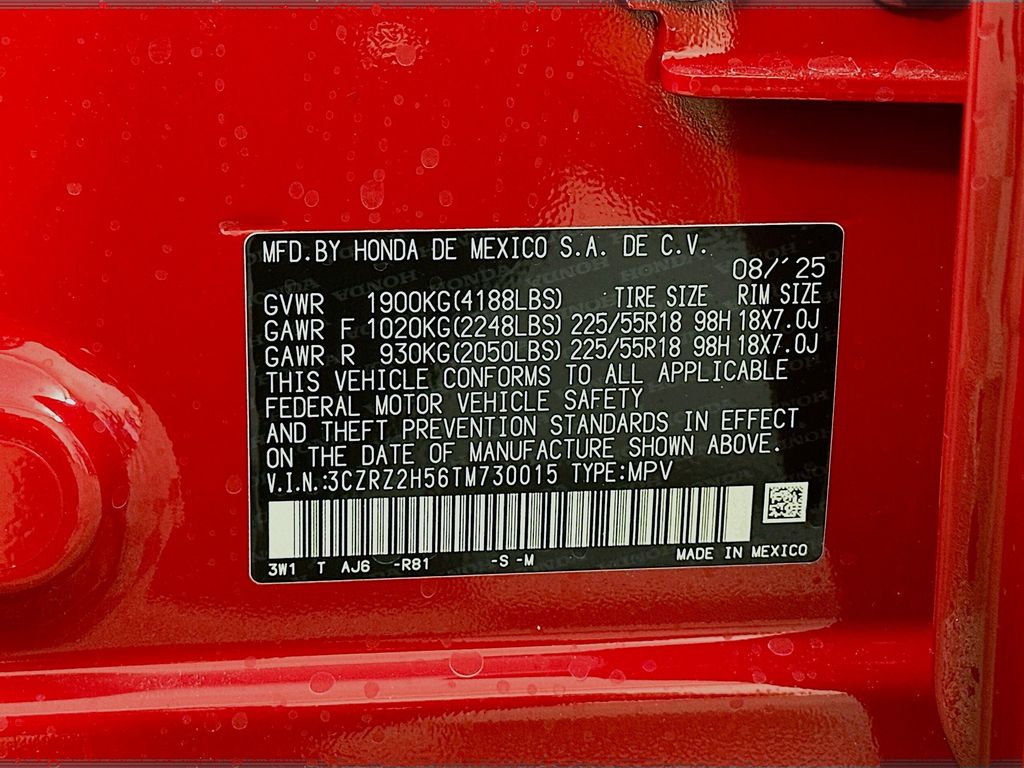 MFD.BY HONDA DE MEXICO S.A. DE C.V.
08/'25
GVWR 1900KG(4188LBS) TIRE SIZE RIM SIZE
GAWR F 1020KG(2248LBS) 225/55R18 98H 18X7.0J
GAWR R 930KG(2050LBS) 225/55R18 98H 18X7.0J
THIS VEHICLE CONFORMS TO ALL APPLICABLE
FEDERAL MOTOR VEHICLE SAFETY
AND THEFT PREVENTION STANDARDS IN EFFECT
ON THE DATE OF MANUFACTURE SHOWN ABOVE.
V.I.N.:3CZRZ2H56TM730015 TYPE:MPV
3W1 T AJ6 -R81 -S -M MADE IN MEXICO